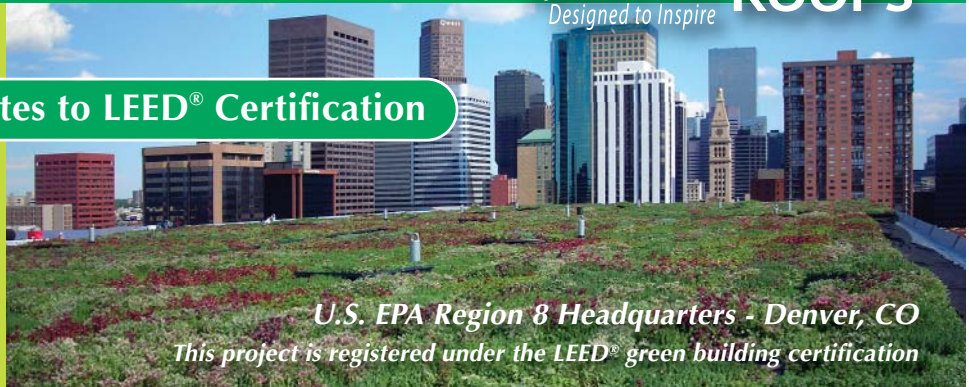 Designed to Inspire
ROOFS
tes to LEED® Certification
Qwest
U.S. EPA Region 8 Headquarters - Denver, CO
This project is registered under the LEED® green building certification